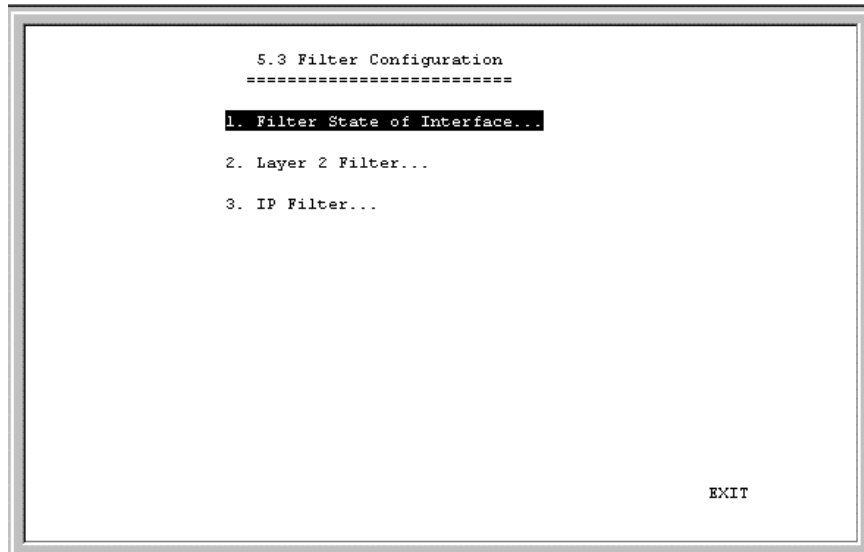 5.3 Filter Configuration
==========================
1. Filter State of Interface...
2. Layer 2 Filter...
3. IP Filter...
EXIT